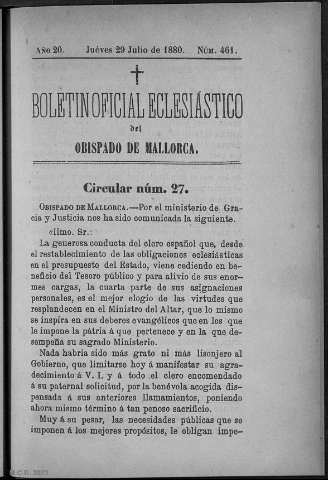 AÑO 20. Juéves 29 Julio de 1880. NÚM. 461.
BOLETIN OFICIAL ECLESIÁSTICO
del
OBISPADO DE MALLORCA.
Circular núm. 27.
OBISPADO DE MALLORCA.—Por el ministerio de Gra-
cia y Justicia nos ha sido comunicada la siguiente.
«Ilmo. Sr.:
La generosa conducta del clero español que, desde
el restablecimiento de las obligaciones eclesiásticas
en el presupuesto del Estado, viene cediendo en be-
neficio del Tesoro público y para alivio de sus enor-
mes cargas, la cuarta parte de sus asignaciones
personales, es el mejor elogio de las virtudes que
resplandecen en el Ministro del Altar, que lo mismo
se inspira en sus deberes evangélicos que en los que
le impone la pátria á que pertenece y en la que de-
sempeña su sagrado Ministerio.
Nada habria sido más grato ni más lisonjero al
Gobierno, que limitarse hoy á manifestar su agra-
decimiento á V. I. y á todo el clero encomendado
á su paternal solicitud, por la benévola acogida dis-
pensada á sus anteriores llamamientos, poniendo
ahora mismo término á tan penoso sacrificio.
Muy á su pesar, las necesidades públicas que se
imponen á los mejores propósitos, le obligan impe-